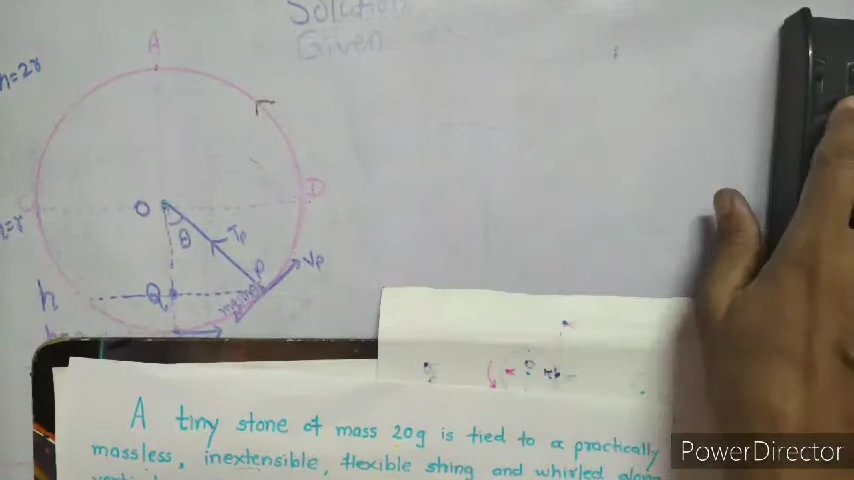 Solution
Given
A
h=2r
D
O
θ
Tp
P
Vp
h
Q
A tiny stone of mass 20g is tied to a practically
massless, inextensible, flexible string and whirled along
PowerDirector